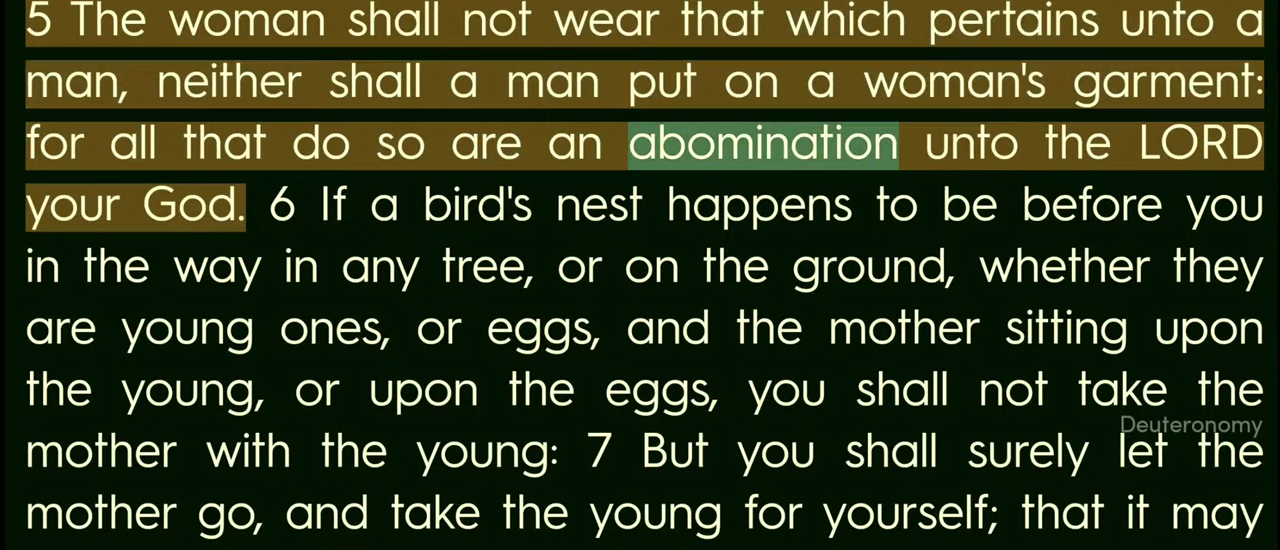 5 The woman shall not wear that which pertains unto a
man, neither shall a man put on a woman's garment:
for all that do so are an abomination unto the LORD
your God. 6 If a bird's nest happens to be before you
in the way in any tree, or on the ground, whether they
are young ones, or eggs, and the mother sitting upon
the young, or upon the eggs, you shall not take the
Deuteronomy
mother with the young: 7 But you shall surely let the
mother go, and take the young for yourself; that it may